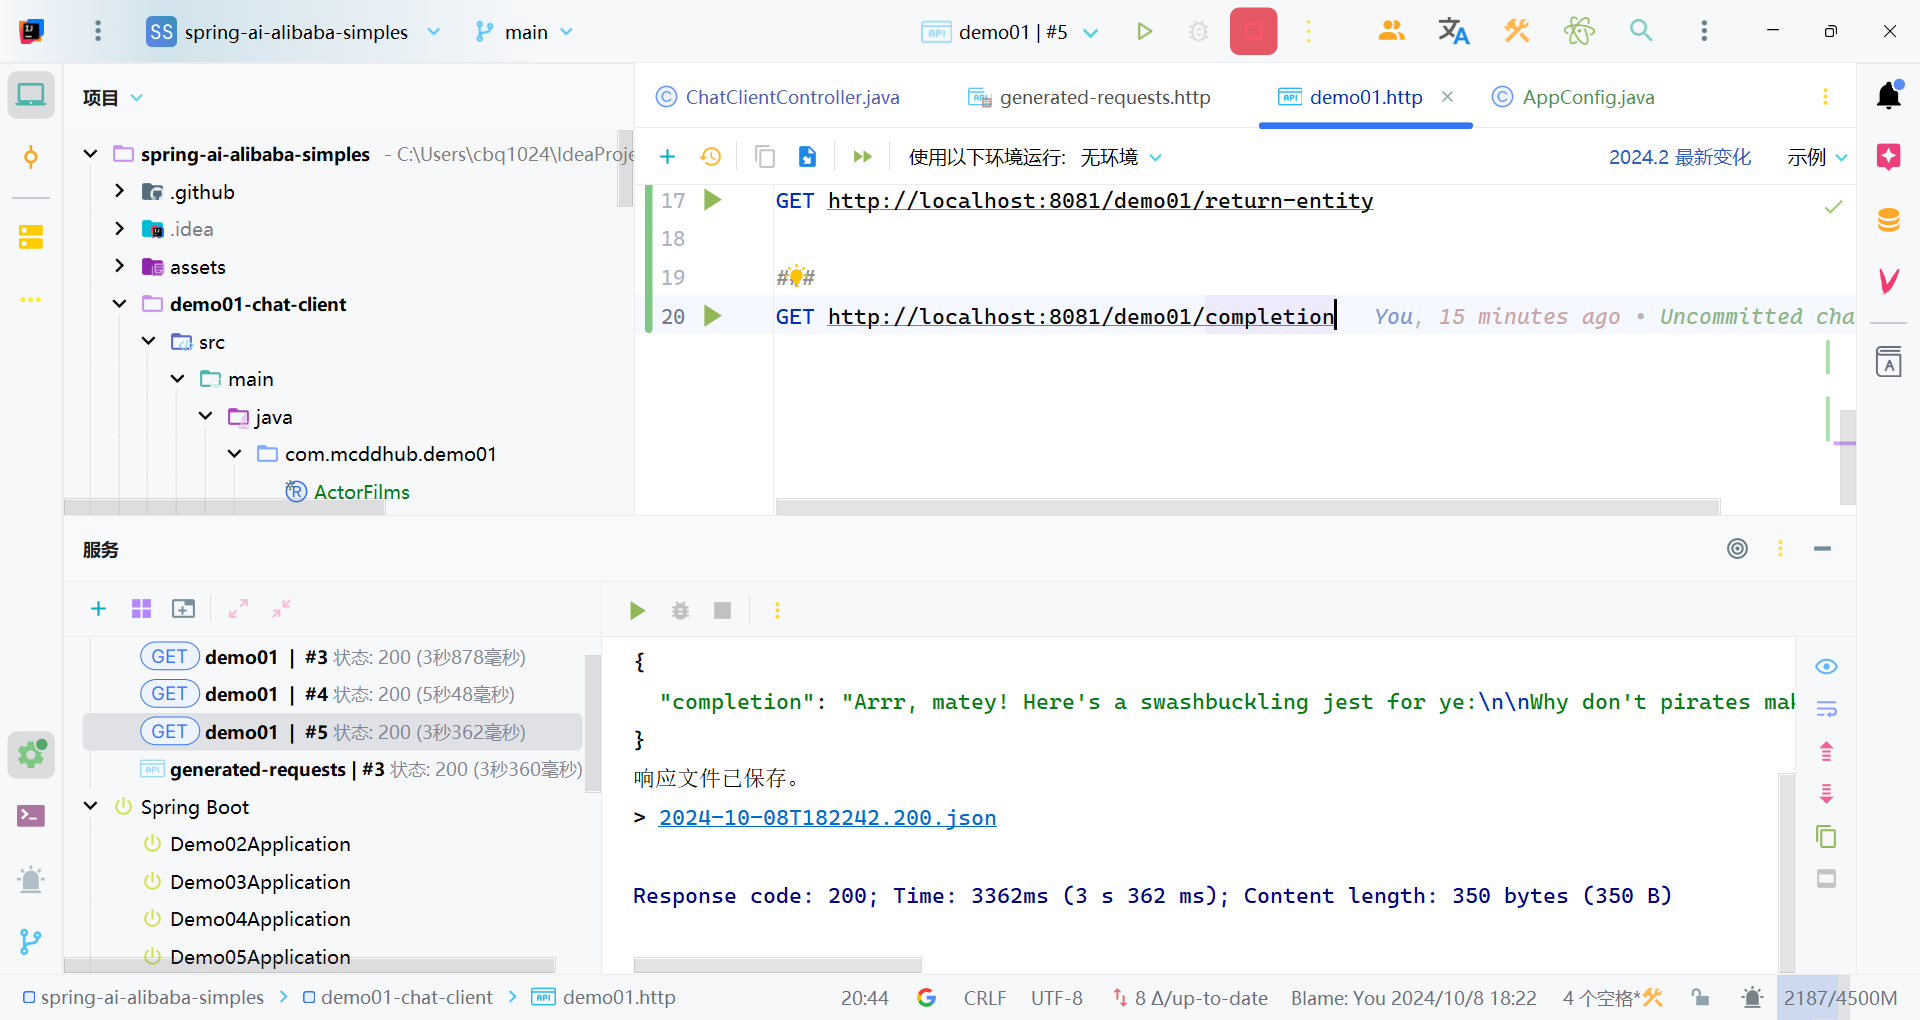 SS spring-ai-alibaba-simples main API demo01 | #5
项目
ChatClientController.java
API generated-requests.http
API demo01.http
AppConfig.java
使用以下环境运行: 无环境
2024.2 最新变化
示例
spring-ai-alibaba-simples - C:\Users\cbq1024\IdeaProje
.github
.idea
assets
demo01-chat-client
src
main
java
com.mcddhub.demo01
ActorFilms
17 GET http://localhost:8081/demo01/return-entity
18
19 ###
20 GET http://localhost:8081/demo01/completion You, 15 minutes ago • Uncommitted cha
服务
GET demo01 | #3 状态: 200 (3秒878毫秒)
GET demo01 | #4 状态: 200 (5秒48毫秒)
GET demo01 | #5 状态: 200 (3秒362毫秒)
API generated-requests | #3 状态: 200 (3秒360毫秒)
Spring Boot
Demo02Application
Demo03Application
Demo04Application
Demo05Application
{
"completion": "Arrr, matey! Here's a swashbuckling jest for ye:\n\nWhy don't pirates mak
}
响应文件已保存。
> 2024-10-08T182242.200.json
Response code: 200; Time: 3362ms (3 s 362 ms); Content length: 350 bytes (350 B)
spring-ai-alibaba-simples > demo01-chat-client > API demo01.http
20:44 G CRLF UTF-8 8 Δ/up-to-date Blame: You 2024/10/8 18:22 4 个空格* 2187/4500M